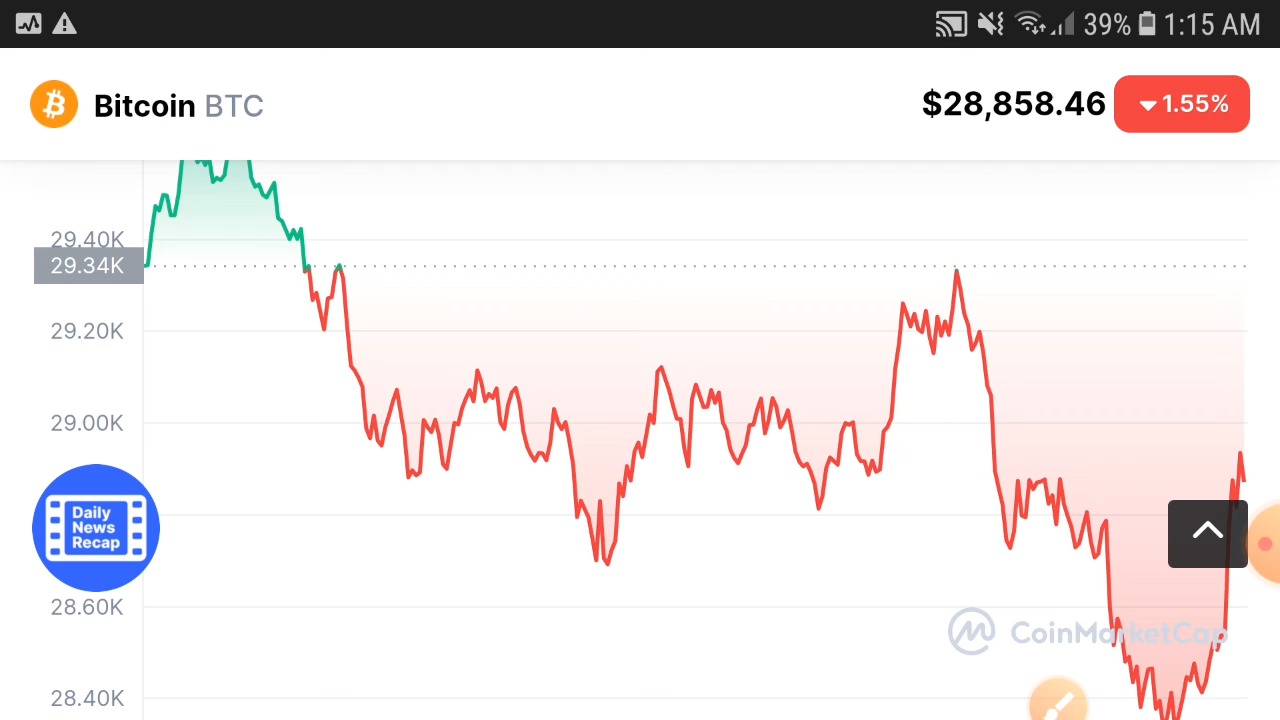 39% 1:15 AM
Bitcoin BTC
$28,858.46
1.55%
29.40K
29.34K
29.20K
29.00K
Daily
News
Recap
28.60K
CoinMarketCap
28.40K